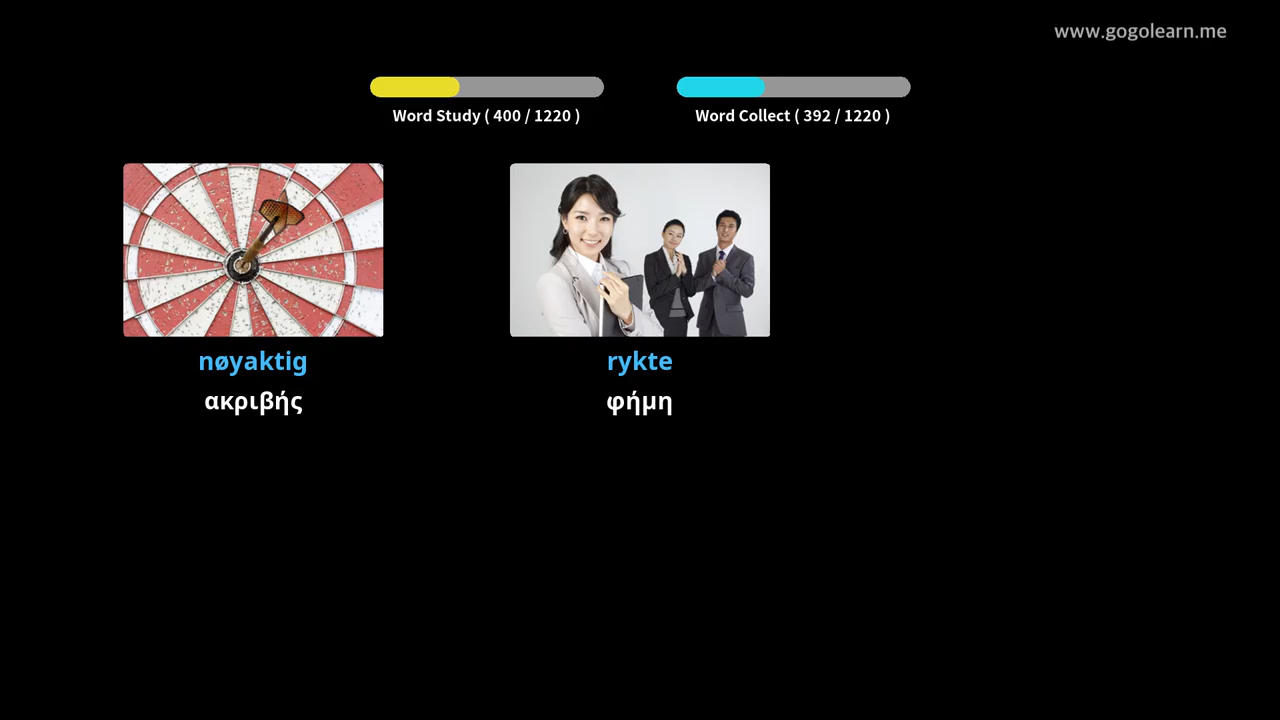 www.gogolearn.me
Word Study ( 400 / 1220 )
Word Collect ( 392 / 1220 )
nøyaktig
ακριβής
rykte
φήμη